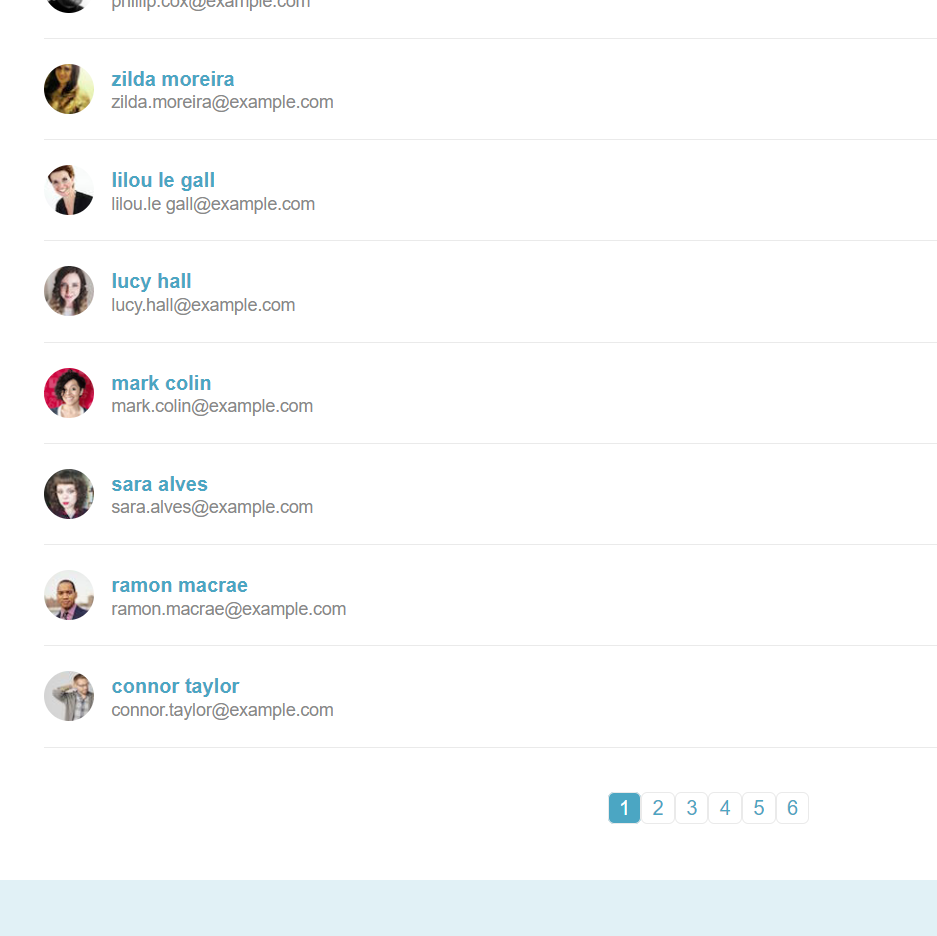 phillip.cox@example.com
zilda moreira
zilda.moreira@example.com
lilou le gall
lilou.le gall@example.com
lucy hall
lucy.hall@example.com
mark colin
mark.colin@example.com
sara alves
sara.alves@example.com
ramon macrae
ramon.macrae@example.com
connor taylor
connor.taylor@example.com
1 2 3 4 5 6